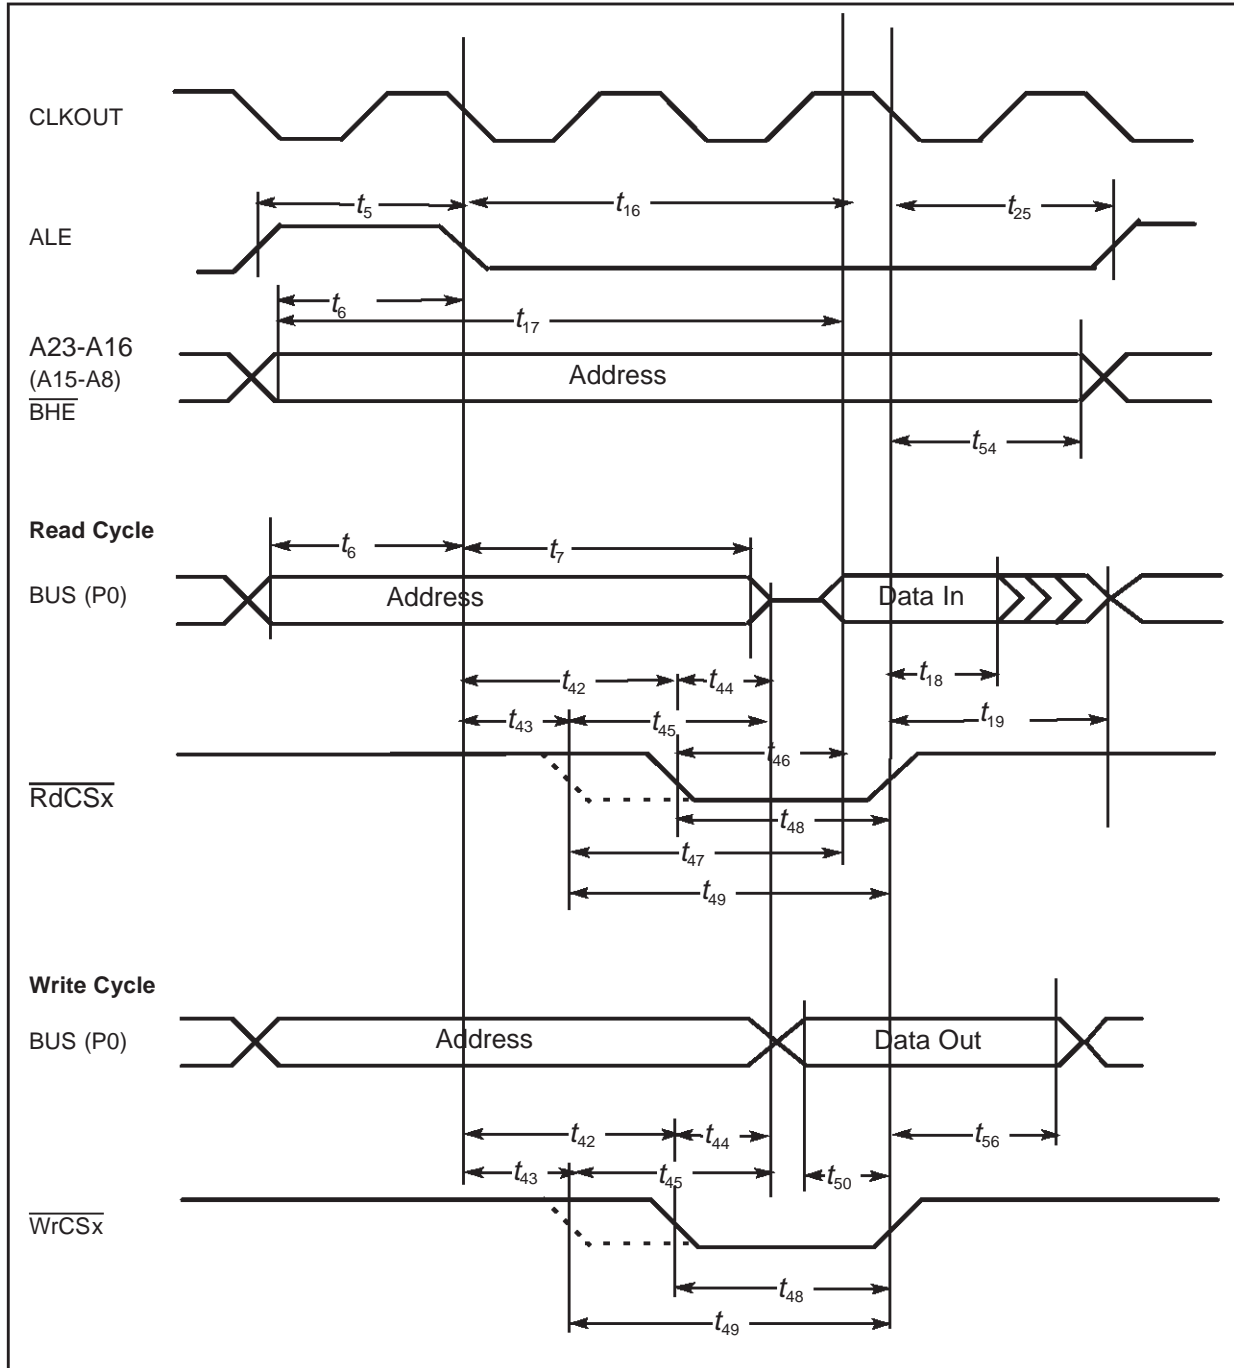 CLKOUT
t5 t16 t25
ALE
t6
t17
A23-A16
(A15-A8)
BHE
Address
t54
Read Cycle
t6 t7
BUS (P0) Address Data In
t42 t44 t18
t43 t45 t19
t46
RdCSx
t48
t47
t49
Write Cycle
BUS (P0) Address Data Out
t42 t44 t56
t43 t45 t50
WrCSx
t48
t49